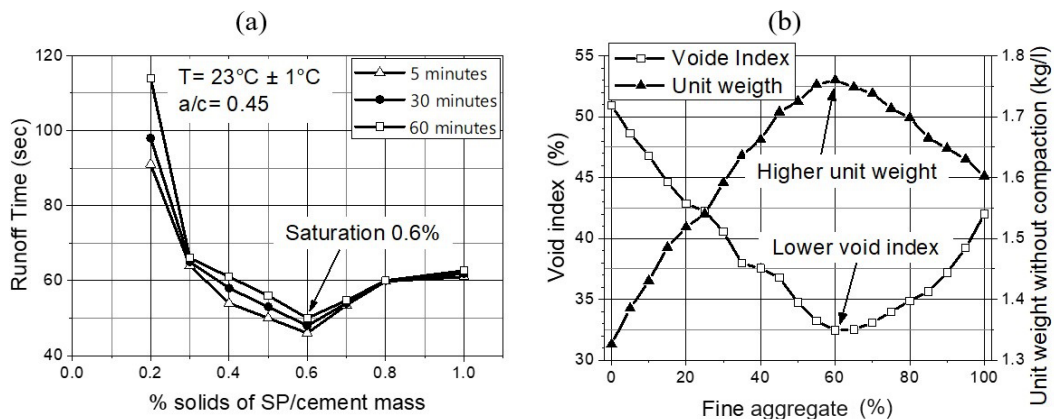 (a)
120
100
80
60
40
Runoff Time (sec)
T= 23°C ± 1°C
a/c= 0.45
5 minutes
30 minutes
60 minutes
Saturation 0.6%
0.0 0.2 0.4 0.6 0.8 1.0
% solids of SP/cement mass
(b)
55
50
45
40
35
30
Void index (%)
Voide Index
Unit weigth
Higher unit weight
Lower void index
1.8
1.7
1.6
1.5
1.4
1.3
Unit weight without compaction (kg/l)
0 20 40 60 80 100
Fine aggregate (%)